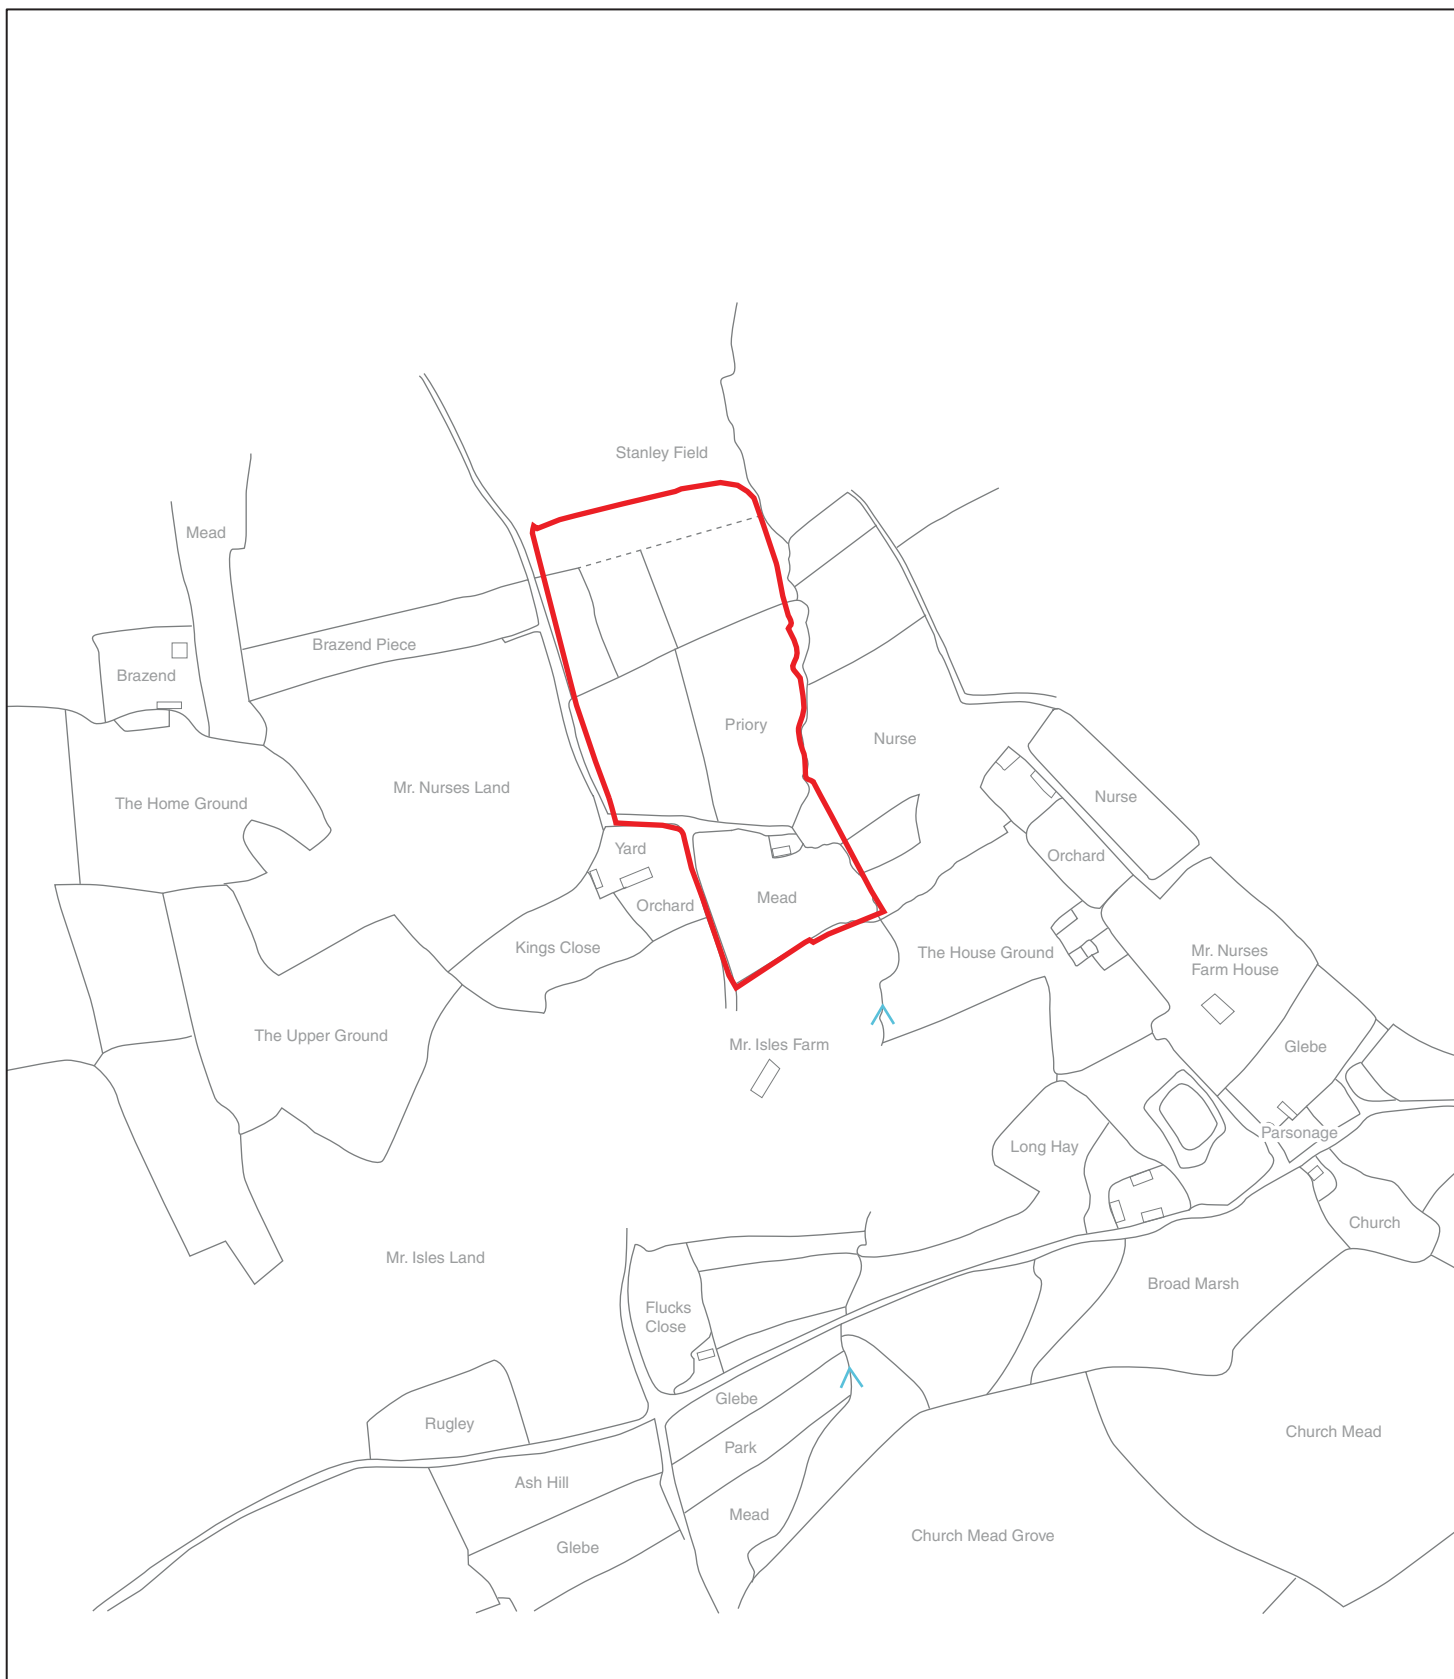 Stanley Field
Mead
Brazend Piece
Brazend
Priory
Nurse
Mr. Nurses Land
The Home Ground
Nurse
Yard
Orchard
Mead
Orchard
Kings Close
The House Ground
Mr. Nurses
Farm House
The Upper Ground
Mr. Isles Farm
Glebe
Parsonage
Long Hay
Church
Mr. Isles Land
Broad Marsh
Flucks
Close
Glebe
Rugley
Park
Church Mead
Ash Hill
Mead
Church Mead Grove
Glebe